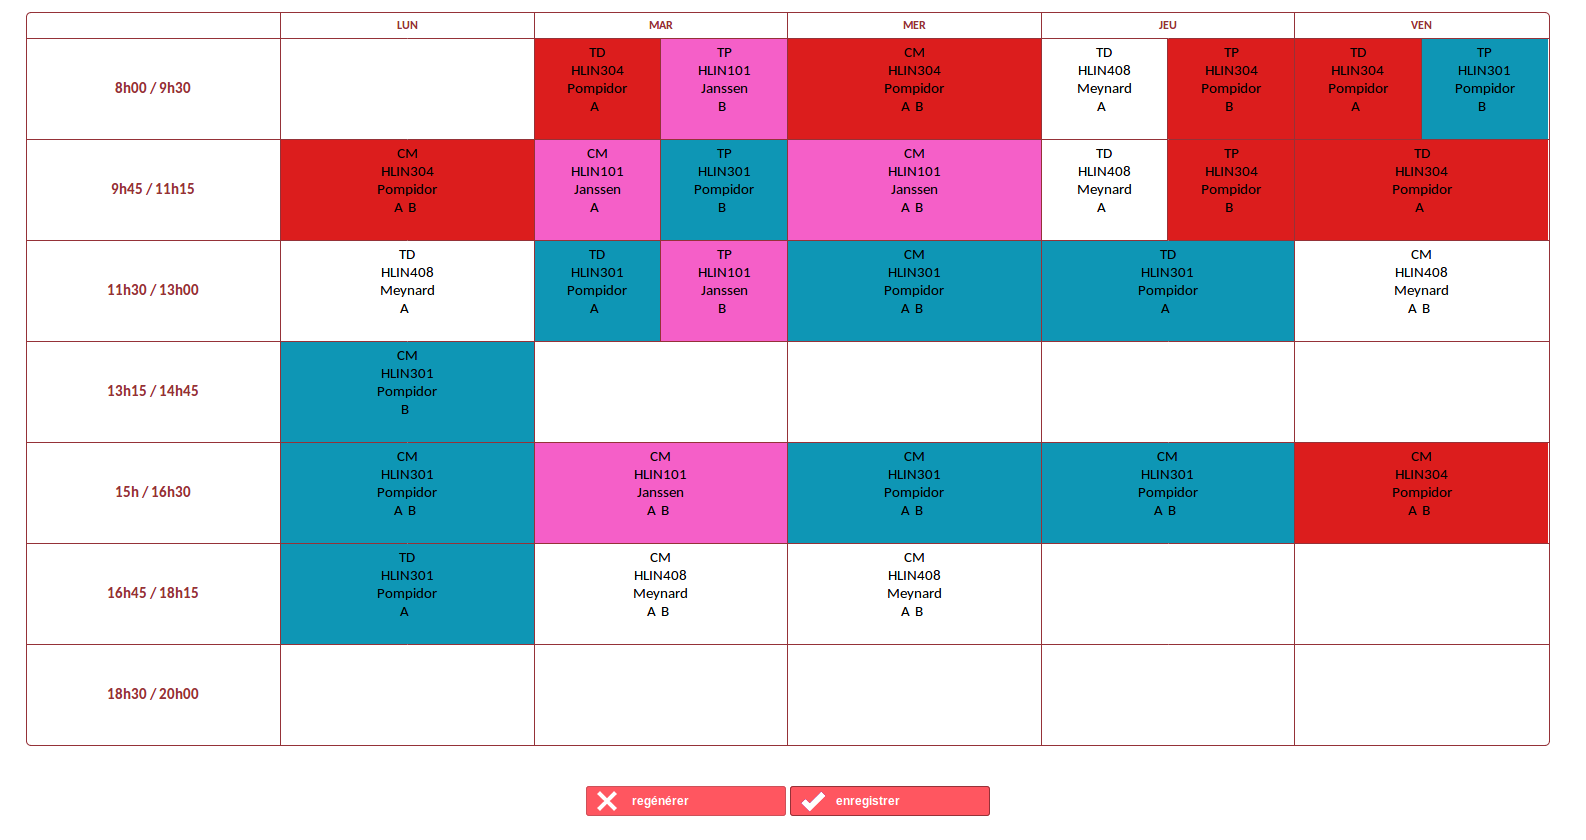 LUN MAR MER JEU VEN
8h00 / 9h30
TD
HLIN304
Pompidor
A
TP
HLIN101
Janssen
B
CM
HLIN304
Pompidor
A B
TD
HLIN408
Meynard
A
TP
HLIN304
Pompidor
B
TD
HLIN304
Pompidor
A
TP
HLIN301
Pompidor
B
9h45 / 11h15
CM
HLIN304
Pompidor
A B
CM
HLIN101
Janssen
A
TP
HLIN301
Pompidor
B
CM
HLIN101
Janssen
A B
TD
HLIN408
Meynard
A
TP
HLIN304
Pompidor
B
TD
HLIN304
Pompidor
A
11h30 / 13h00
TD
HLIN408
Meynard
A
TD
HLIN301
Pompidor
A
TP
HLIN101
Janssen
B
CM
HLIN301
Pompidor
A B
TD
HLIN301
Pompidor
A
CM
HLIN408
Meynard
A B
13h15 / 14h45
CM
HLIN301
Pompidor
B
15h / 16h30
CM
HLIN301
Pompidor
A B
CM
HLIN101
Janssen
A B
CM
HLIN301
Pompidor
A B
CM
HLIN301
Pompidor
A B
CM
HLIN304
Pompidor
A B
16h45 / 18h15
TD
HLIN301
Pompidor
A
CM
HLIN408
Meynard
A B
CM
HLIN408
Meynard
A B
18h30 / 20h00
regénérer
enregistrer